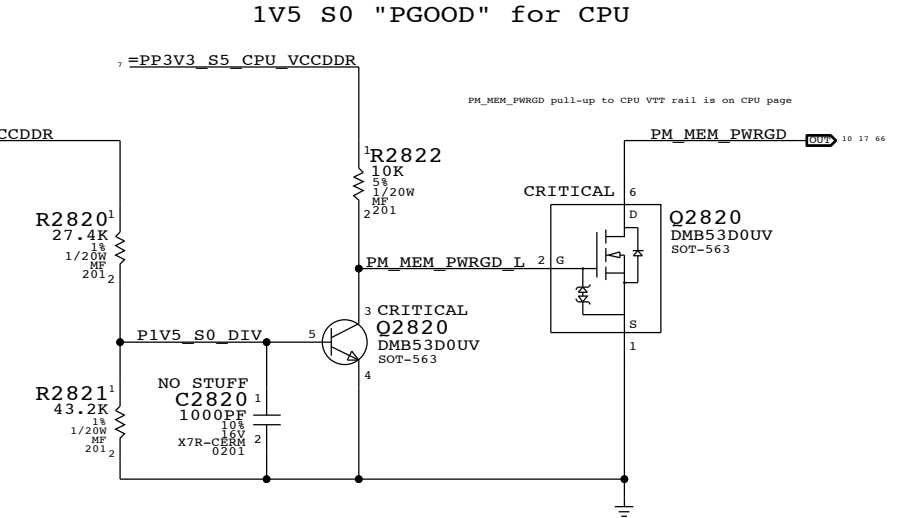 1V5 S0 "PGOOD" for CPU
7 =PP3V3_S5_CPU_VCCDDR
PM_MEM_PWRGD pull-up to CPU VTT rail is on CPU page
CCDDR
PM_MEM_PWRGD
OUT
10 17 66
1
R2822
10K
5%
1/20W
MF
201
2
CRITICAL
6
D
Q2820
DMB53D0UV
SOT-563
R2820
1
27.4K
1%
1/20W
MF
201
2
PM_MEM_PWRGD_L
2
G
S
1
3
CRITICAL
Q2820
DMB53D0UV
SOT-563
P1V5_S0_DIV
5
4
R2821
1
43.2K
1%
1/20W
MF
201
2
NO STUFF
C2820
1
1000PF
10%
16V
X7R-CERM
0201
2